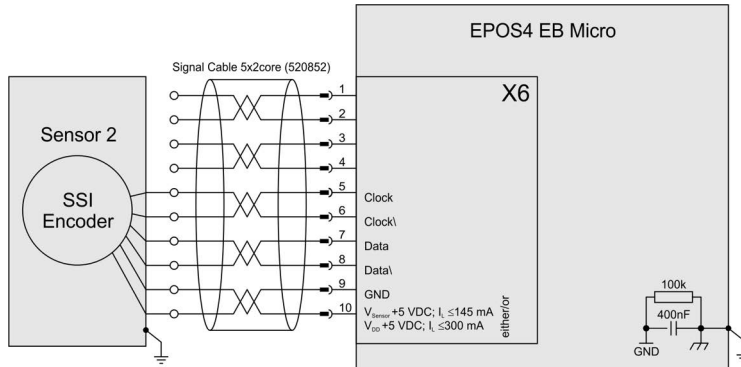 EPOS4 EB Micro
Signal Cable 5x2core (520852)
X6
Sensor 2
SSI
Encoder
1
2
3
4
5
Clock
6
Clock\
7
Data
8
Data\
9
GND
10
V_Sensor +5 VDC; I_L ≤145 mA
V_DD +5 VDC; I_L ≤300 mA
either/or
100k
400nF
GND